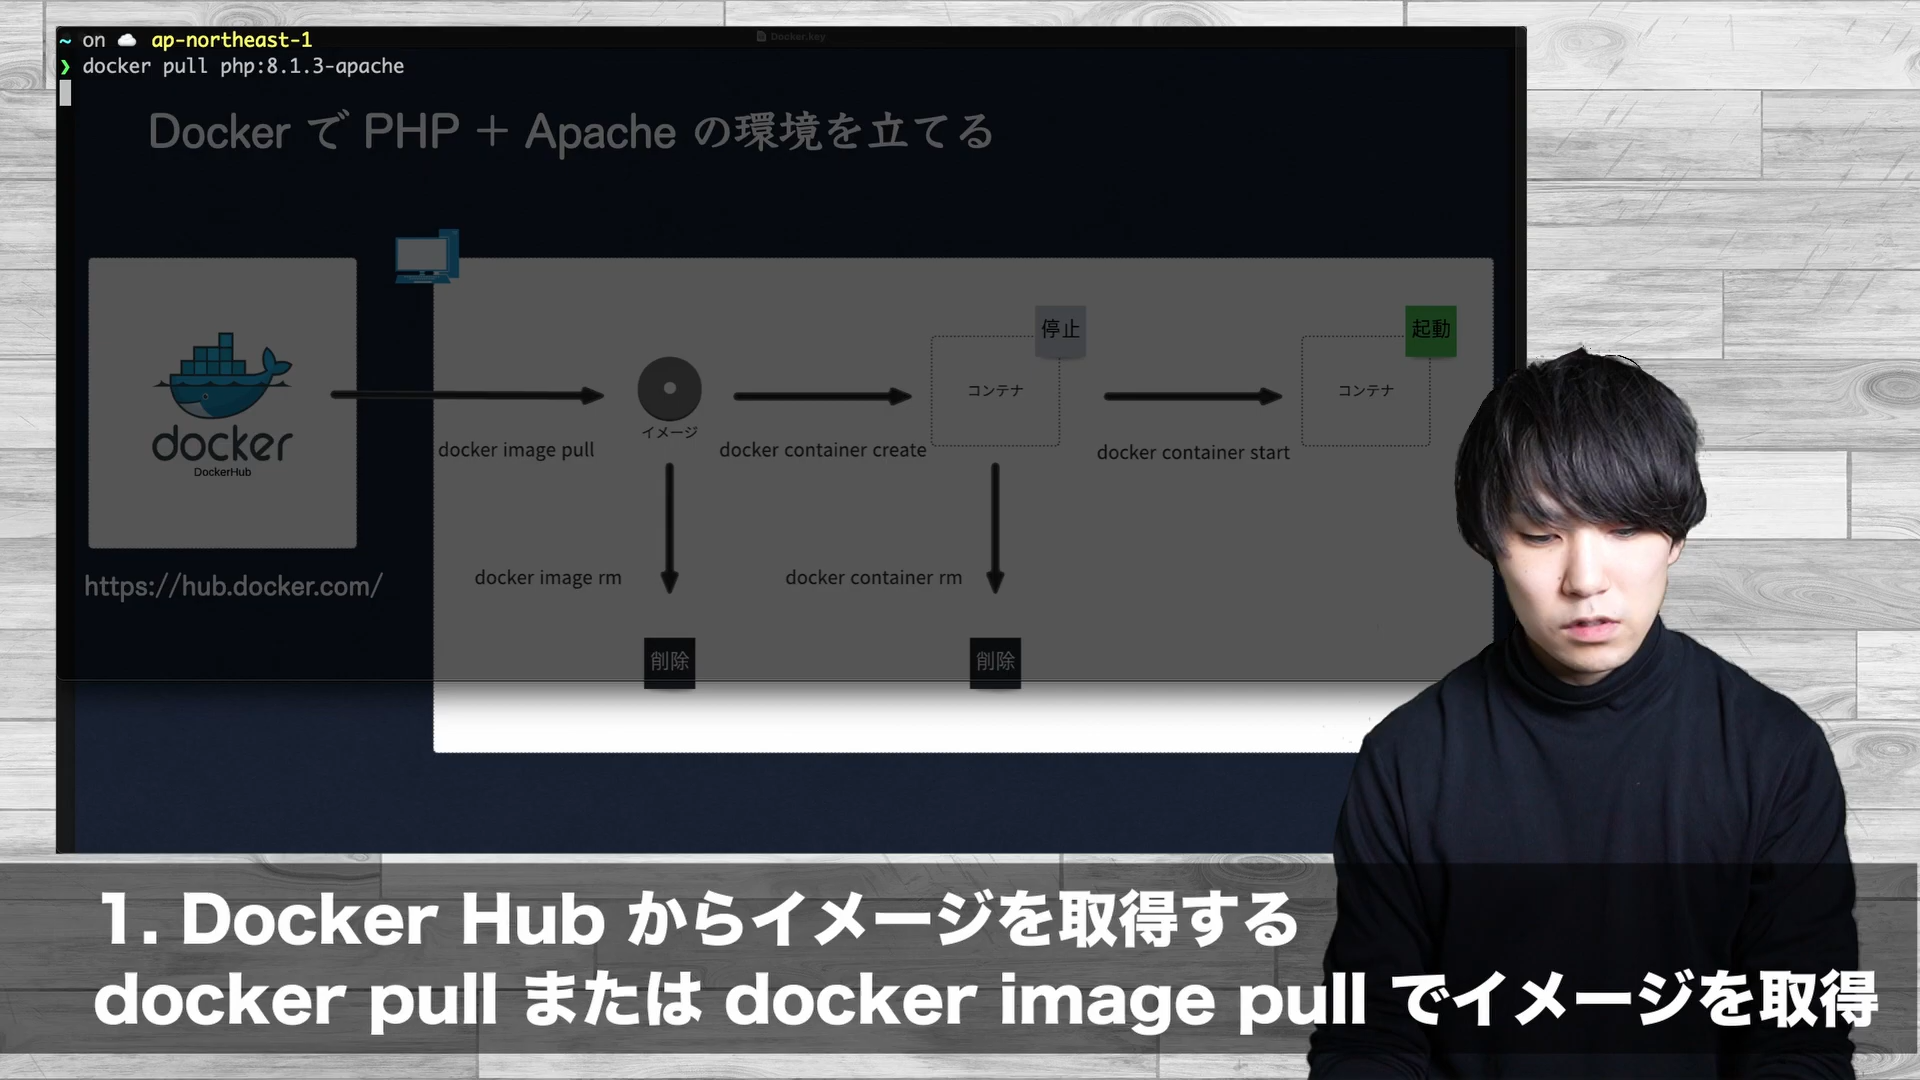 ~ on ap-northeast-1
❯ docker pull php:8.1.3-apache
Docker.key
Docker で PHP + Apache の環境を立てる
停止
起動
コンテナ
コンテナ
イメージ
docker
DockerHub
docker image pull
docker container create
docker container start
docker image rm
docker container rm
https://hub.docker.com/
削除
削除
1. Docker Hub からイメージを取得する
docker pull または docker image pull でイメージを取得